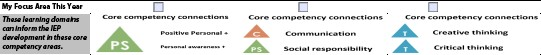 My Focus Area This Year
These learning domains
can inform the IEP
development in these core
competency areas.
Core competency connections
Positive Personal +
PS
Personal awareness +
Core competency connections
C
Communication
PS
Social responsibility
Core competency connections
T
Creative thinking
T
Critical thinking